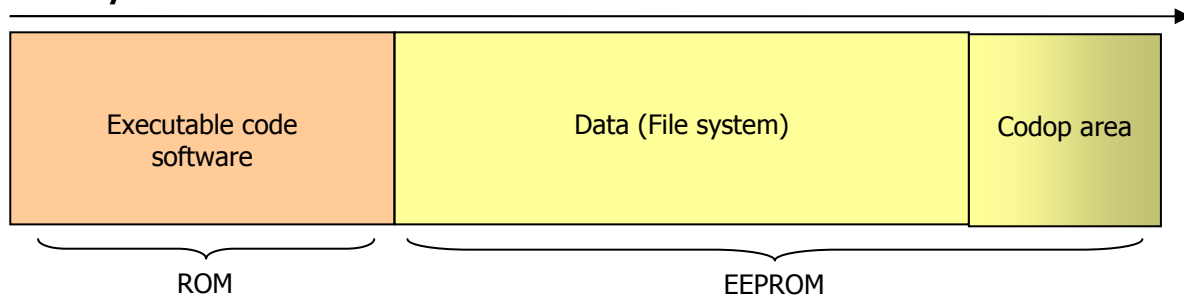 Executable code
software
Data (File system)
Codop area
ROM
EEPROM